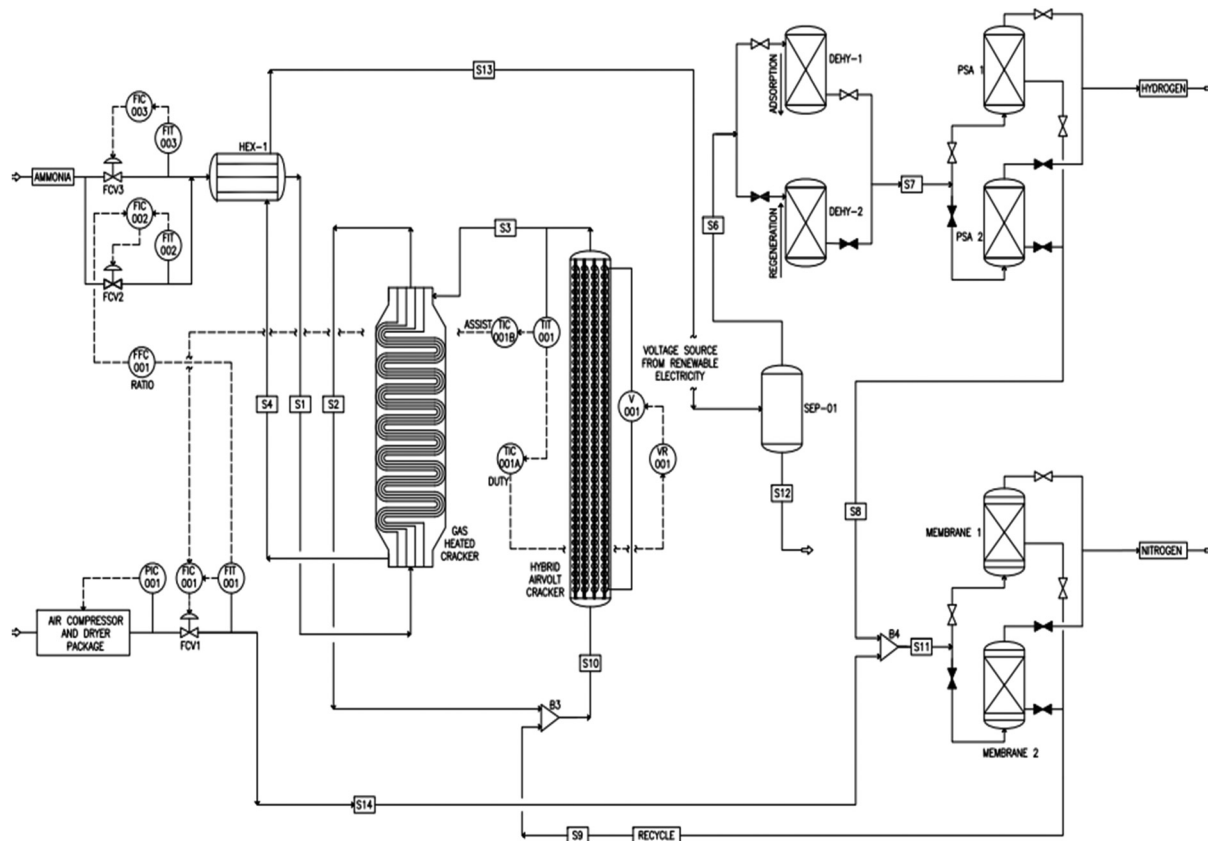 S13
DEHY-1
ADSORPTION
PSA 1
HYDROGEN
FIC
003
FIT
003
HEX-1
AMMONIA
FCV3
FIC
002
FIT
002
FCV2
S6
S7
DEHY-2
REGENERATION
PSA 2
S3
ASSIST
TIC
001B
TIT
001
FFC
001
RATIO
VOLTAGE SOURCE
FROM RENEWABLE
ELECTRICITY
SEP-01
S4
S1
S2
V
001
TIC
001A
DUTY
VR
001
S12
S8
MEMBRANE 1
NITROGEN
GAS
HEATED
CRACKER
HYBRID
AIRVOLT
CRACKER
PIC
001
FIC
001
FIT
001
AIR COMPRESSOR
AND DRYER
PACKAGE
FCV1
S10
B4
S11
B3
MEMBRANE 2
S14
S9
RECYCLE